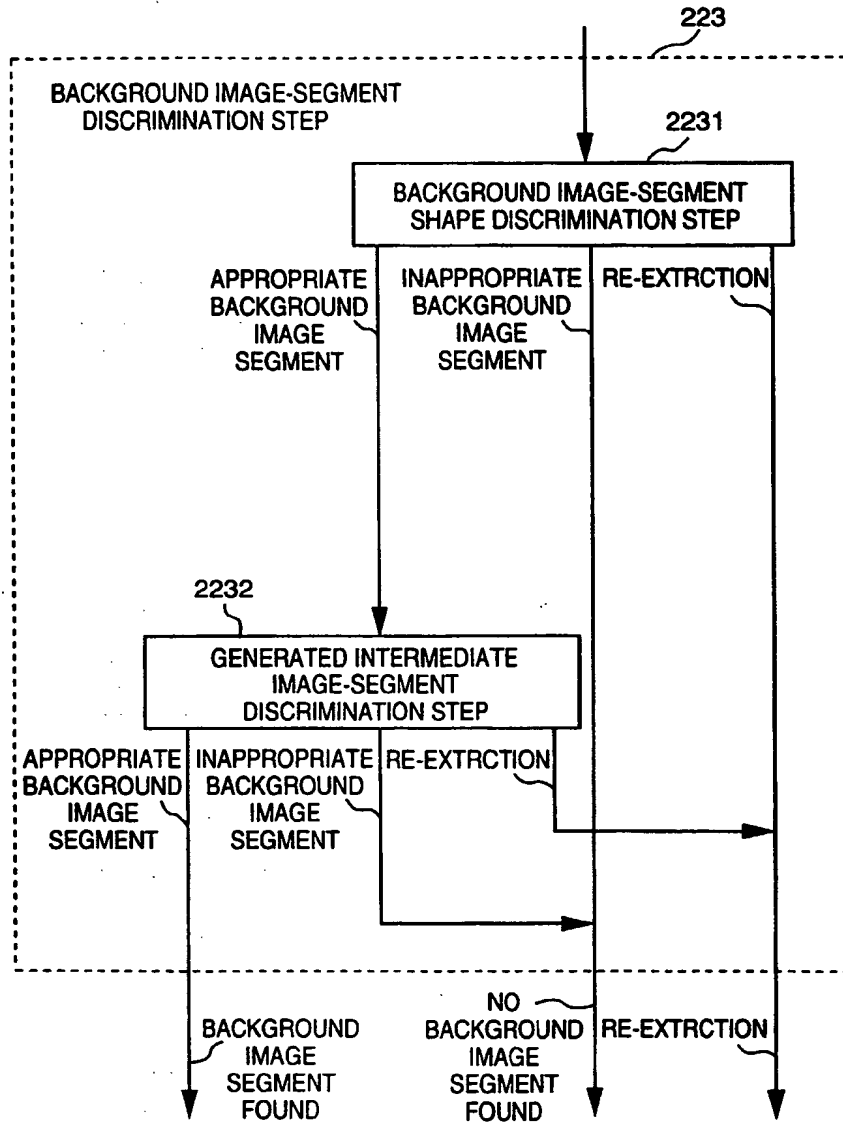 223
BACKGROUND IMAGE-SEGMENT
DISCRIMINATION STEP
2231
BACKGROUND IMAGE-SEGMENT
SHAPE DISCRIMINATION STEP
APPROPRIATE
BACKGROUND
IMAGE
SEGMENT
INAPPROPRIATE
BACKGROUND
IMAGE
SEGMENT
RE-EXTRCTION
2232
GENERATED INTERMEDIATE
IMAGE-SEGMENT
DISCRIMINATION STEP
APPROPRIATE
BACKGROUND
IMAGE
SEGMENT
INAPPROPRIATE
BACKGROUND
IMAGE
SEGMENT
RE-EXTRCTION
BACKGROUND
IMAGE
SEGMENT
FOUND
NO
BACKGROUND
IMAGE
SEGMENT
FOUND
RE-EXTRCTION